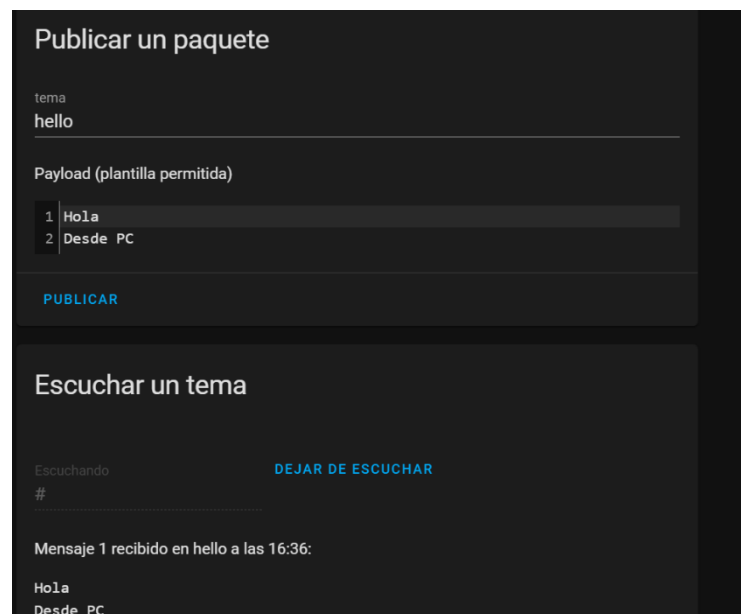 Publicar un paquete
tema
hello
Payload (plantilla permitida)
1 Hola
2 Desde PC
PUBLICAR
Escuchar un tema
Escuchando
DEJAR DE ESCUCHAR
#
Mensaje 1 recibido en hello a las 16:36:
Hola
Desde PC